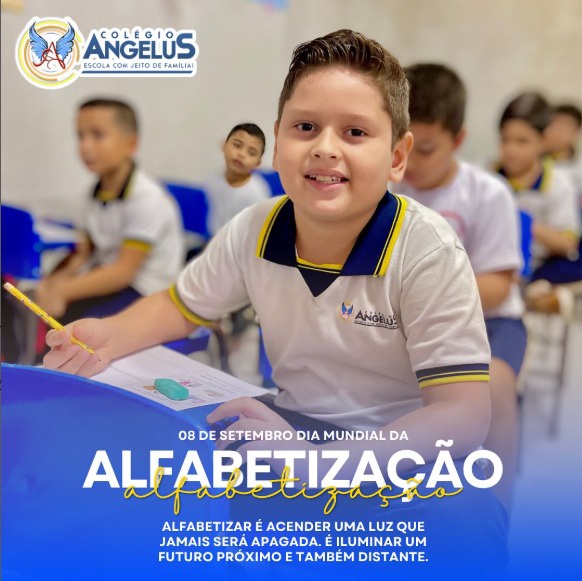 COLÉGIO
ANGELUS
ESCOLA COM JEITO DE FAMÍLIA!
ANGELUS
08 DE SETEMBRO DIA MUNDIAL DA
ALFABETIZAÇÃO
alfabetização
ALFABETIZAR É ACENDER UMA LUZ QUE
JAMAIS SERÁ APAGADA. É ILUMINAR UM
FUTURO PRÓXIMO E TAMBÉM DISTANTE.